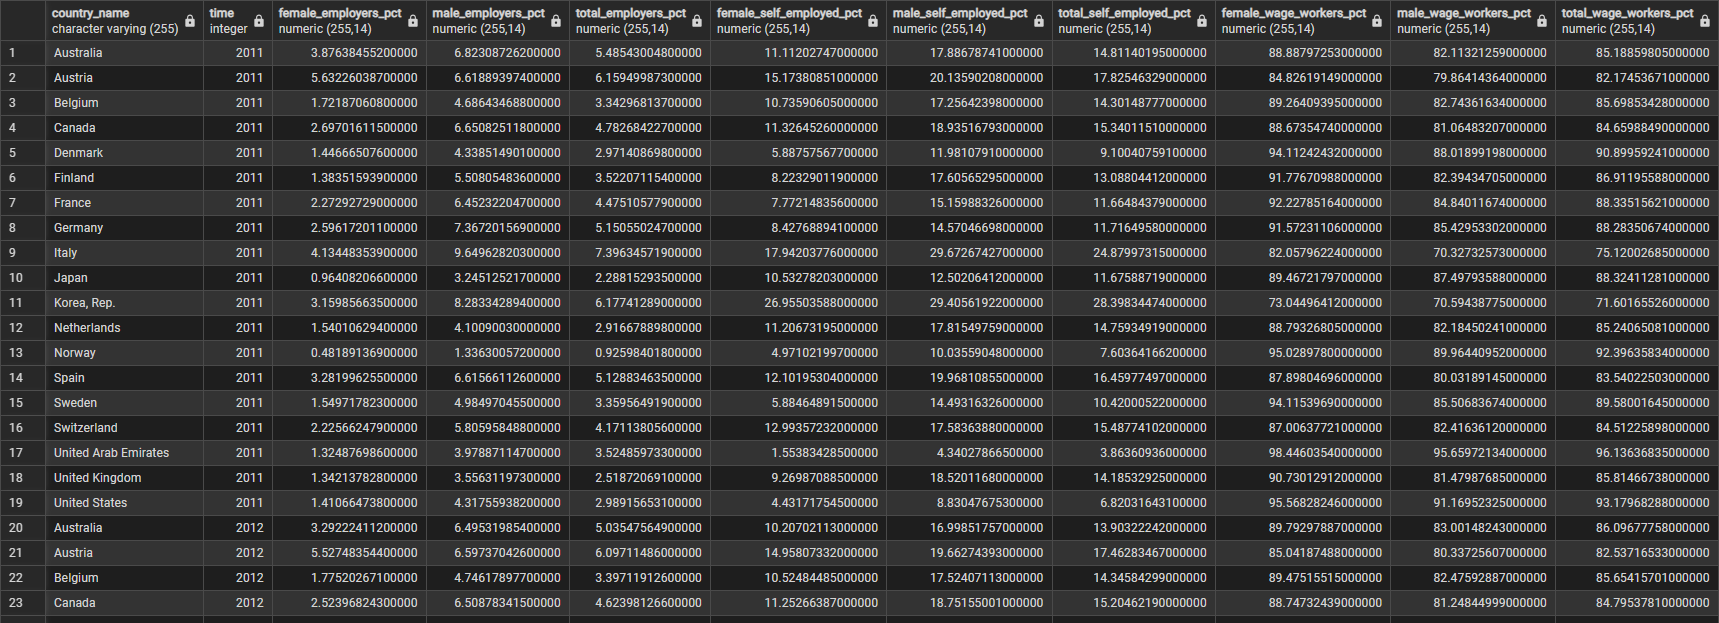 country_name time female_employers_pct male_employers_pct total_employers_pct female_self_employed_pct male_self_employed_pct total_self_employed_pct female_wage_workers_pct male_wage_workers_pct total_wage_workers_pct
character varying (255) integer numeric (255,14) numeric (255,14) numeric (255,14) numeric (255,14) numeric (255,14) numeric (255,14) numeric (255,14) numeric (255,14) numeric (255,14)
1 Australia 2011 3.87638455200000 6.82308726200000 5.48543004800000 11.11202747000000 17.88678741000000 14.81140195000000 88.88797253000000 82.11321259000000 85.18859805000000
2 Austria 2011 5.63226038700000 6.61889397400000 6.15949987300000 15.17380851000000 20.13590208000000 17.82546329000000 84.82619149000000 79.86414364000000 82.17453671000000
3 Belgium 2011 1.72187060800000 4.68643468800000 3.34296813700000 10.73590605000000 17.25642398000000 14.30148777000000 89.26409395000000 82.74361634000000 85.69853428000000
4 Canada 2011 2.69701611500000 6.65082511800000 4.78268422700000 11.32645260000000 18.93516793000000 15.34011510000000 88.67354740000000 81.06483207000000 84.65988490000000
5 Denmark 2011 1.44666507600000 4.33851490100000 2.97140869800000 5.88757567700000 11.98107910000000 9.10040759100000 94.11242432000000 88.01899198000000 90.89959241000000
6 Finland 2011 1.38351593900000 5.50805483600000 3.52207115400000 8.22329011900000 17.60565295000000 13.08804412000000 91.77670988000000 82.39434705000000 86.91195588000000
7 France 2011 2.27292729000000 6.45232204700000 4.47510577900000 7.77214835600000 15.15988326000000 11.66484379000000 92.22785164000000 84.84011674000000 88.33515621000000
8 Germany 2011 2.59617201100000 7.36720156900000 5.15055024700000 8.42768894100000 14.57046698000000 11.71649580000000 91.57231106000000 85.42953302000000 88.28350674000000
9 Italy 2011 4.13448353900000 9.64962820300000 7.39634571900000 17.94203776000000 29.67267427000000 24.87997315000000 82.05796224000000 70.32732573000000 75.12002685000000
10 Japan 2011 0.96408206600000 3.24512521700000 2.28815293500000 10.53278203000000 12.50206412000000 11.67588719000000 89.46721797000000 87.49793588000000 88.32411281000000
11 Korea, Rep. 2011 3.15985663500000 8.28334289400000 6.17741289000000 26.95503588000000 29.40561922000000 28.39834474000000 73.04496412000000 70.59438775000000 71.60165526000000
12 Netherlands 2011 1.54010629400000 4.10090030000000 2.91667889800000 11.20673195000000 17.81549759000000 14.75934919000000 88.79326805000000 82.18450241000000 85.24065081000000
13 Norway 2011 0.48189136900000 1.33630057200000 0.92598401800000 4.97102199700000 10.03559048000000 7.60364166200000 95.02897800000000 89.96440952000000 92.39635834000000
14 Spain 2011 3.28199625500000 6.61566112600000 5.12883463500000 12.10195304000000 19.96810855000000 16.45977497000000 87.89804696000000 80.03189145000000 83.54022503000000
15 Sweden 2011 1.54971782300000 4.98497045500000 3.35956491900000 5.88464891500000 14.49316326000000 10.42000522000000 94.11539690000000 85.50683674000000 89.58001645000000
16 Switzerland 2011 2.22566247900000 5.80595848800000 4.17113805600000 12.99357232000000 17.58363880000000 15.48774102000000 87.00637721000000 82.41636120000000 84.51225898000000
17 United Arab Emirates 2011 1.32487698600000 3.97887114700000 3.52485973300000 1.55383428500000 4.34027866500000 3.86360936000000 98.44603540000000 95.65972134000000 96.13636835000000
18 United Kingdom 2011 1.34213782800000 3.55631197300000 2.51872069100000 9.26987088500000 18.52011680000000 14.18532925000000 90.73012912000000 81.47987685000000 85.81466738000000
19 United States 2011 1.41066473800000 4.31755938200000 2.98915653100000 4.43171754500000 8.83047675300000 6.82031643100000 95.56828246000000 91.16952325000000 93.17968288000000
20 Australia 2012 3.29222411200000 6.49531985400000 5.03547564900000 10.20702113000000 16.99851757000000 13.90322242000000 89.79297887000000 83.00148243000000 86.09677758000000
21 Austria 2012 5.52748354400000 6.59737042600000 6.09711486000000 14.95807332000000 19.66274393000000 17.46283467000000 85.04187488000000 80.33725607000000 82.53716533000000
22 Belgium 2012 1.77520267100000 4.74617897700000 3.39711912600000 10.52484485000000 17.52407113000000 14.34584299000000 89.47515515000000 82.47592887000000 85.65415701000000
23 Canada 2012 2.52396824300000 6.50878341500000 4.62398126600000 11.25266387000000 18.75155001000000 15.20462190000000 88.74732439000000 81.24844999000000 84.79537810000000